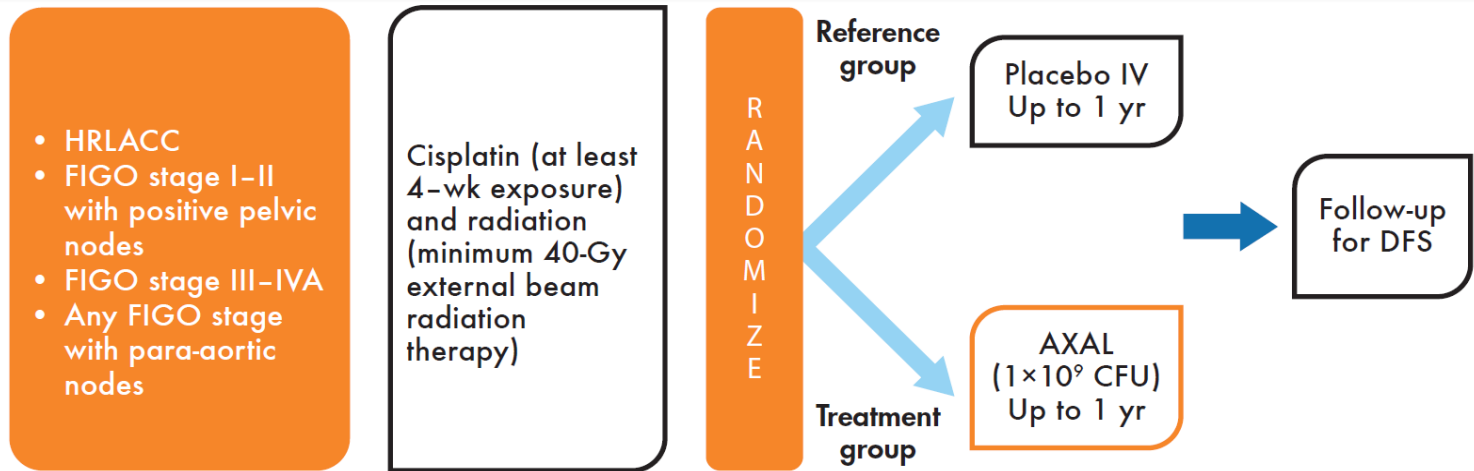 • HRLACC
• FIGO stage I–II
with positive pelvic
nodes
• FIGO stage III–IVA
• Any FIGO stage
with para-aortic
nodes
Cisplatin (at least
4–wk exposure)
and radiation
(minimum 40-Gy
external beam
radiation
therapy)
R
A
N
D
O
M
I
Z
E
Reference
group
Placebo IV
Up to 1 yr
Treatment
group
AXAL
(1×10⁹ CFU)
Up to 1 yr
Follow-up
for DFS